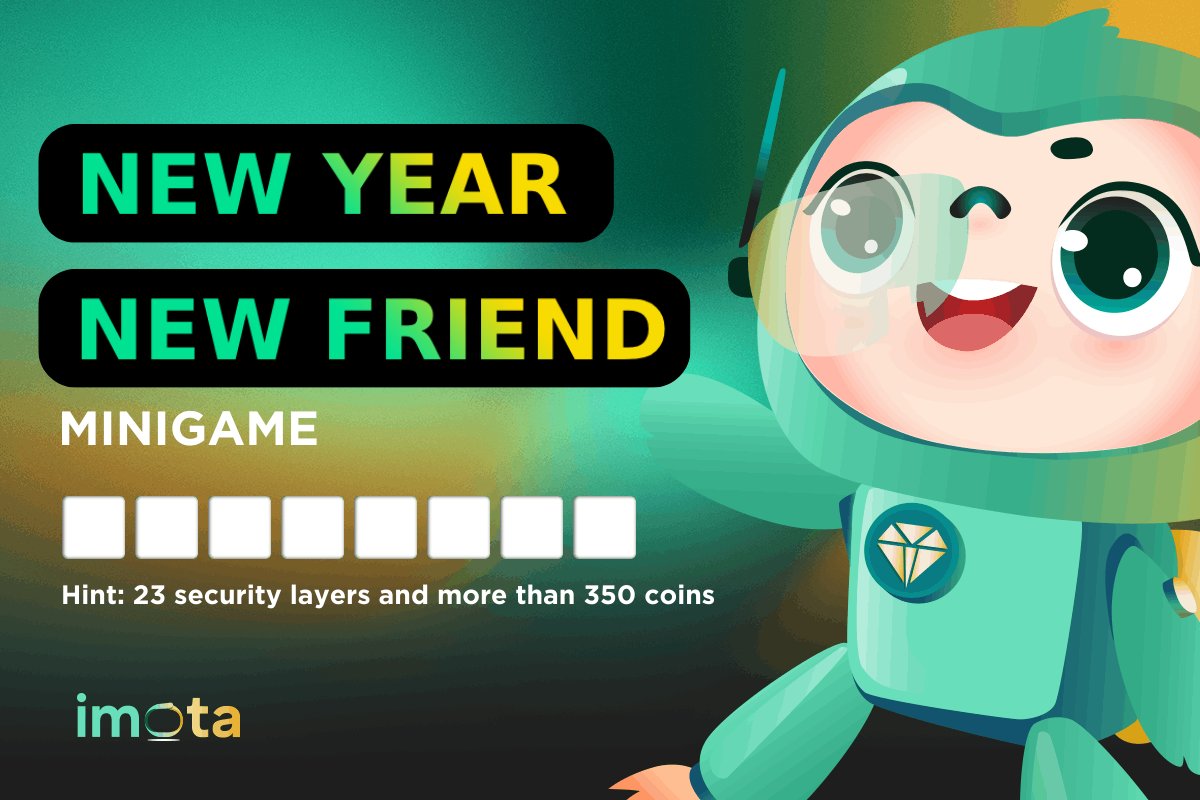 NEW YEAR
NEW FRIEND
MINIGAME
Hint: 23 security layers and more than 350 coins
imota